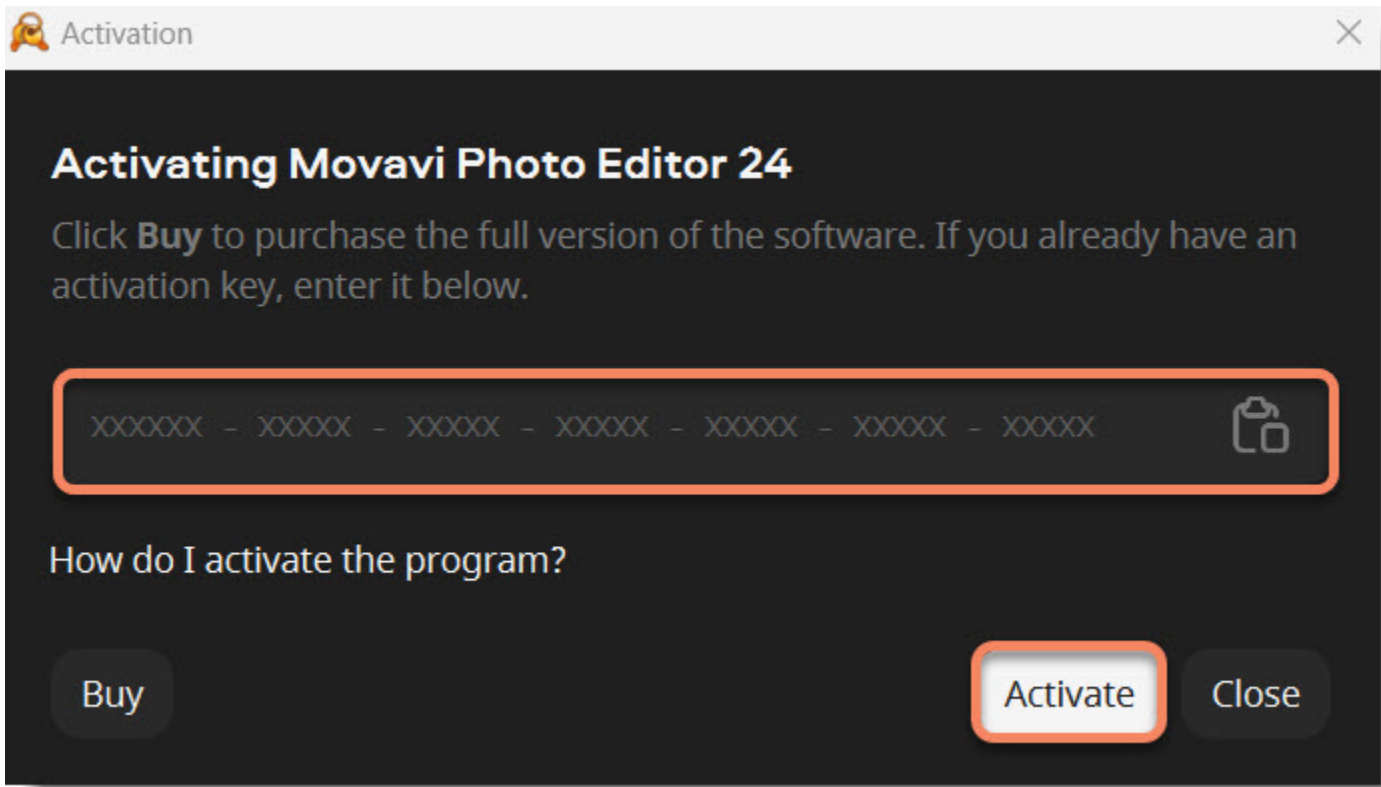 Activation
Activating Movavi Photo Editor 24
Click Buy to purchase the full version of the software. If you already have an
activation key, enter it below.
XXXXXX - XXXXX - XXXXX - XXXXX - XXXXX - XXXXX - XXXXX
How do I activate the program?
Buy
Activate
Close